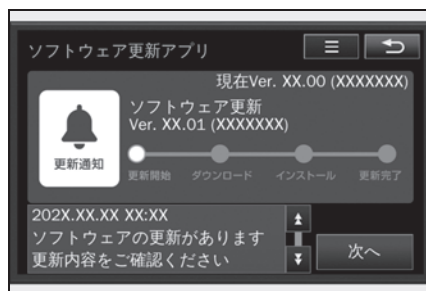 ソフトウェア更新アプリ
現在Ver. XX.00 (XXXXXXX)
ソフトウェア更新
Ver. XX.01 (XXXXXXX)
更新通知
更新開始 ダウンロード インストール 更新完了
202X.XX.XX XX:XX
ソフトウェアの更新があります
更新内容をご確認ください
次へ